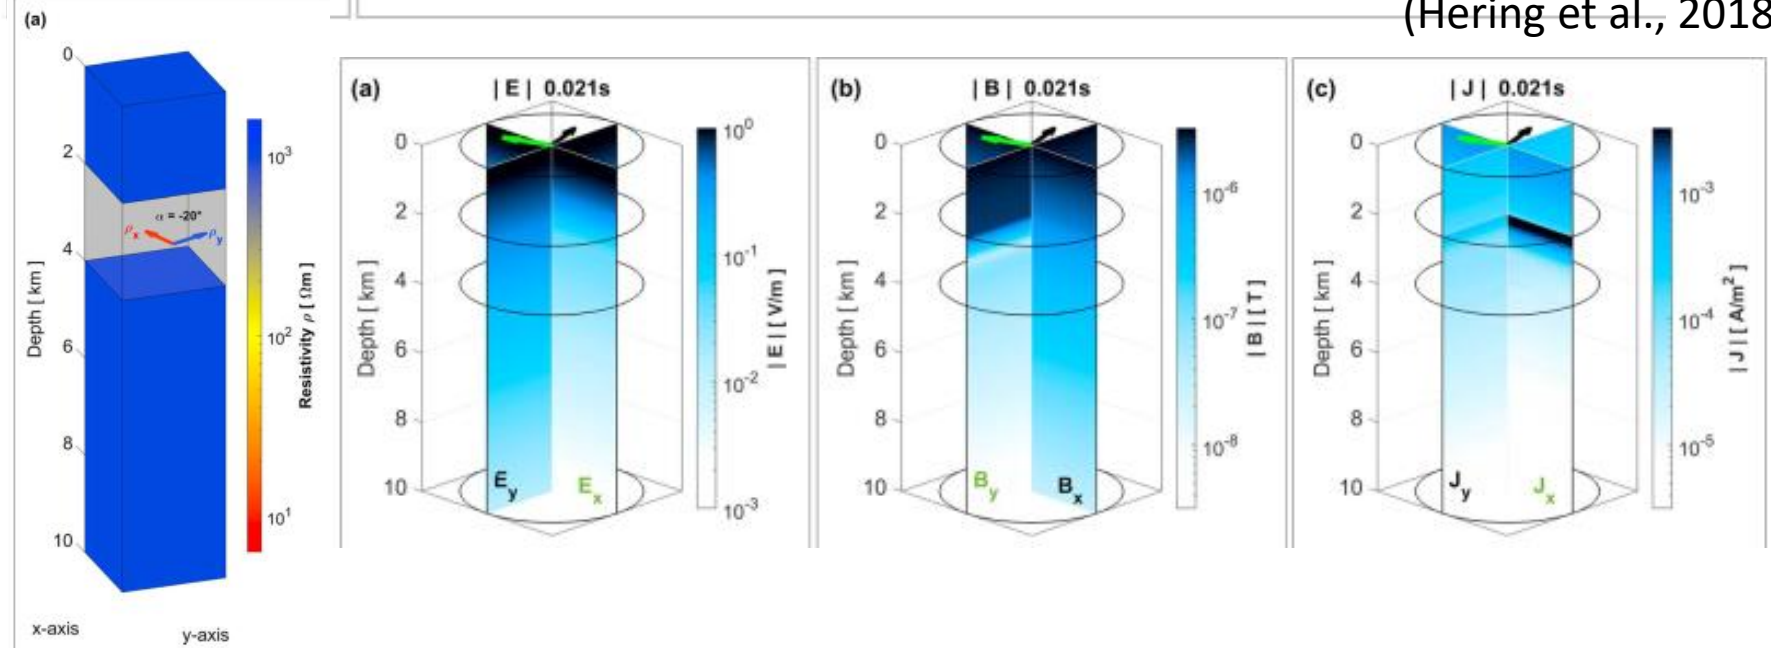 (Hering et al., 2018
(a)
0
2
4
6
8
10
Depth [ km ]
α = -20°
ρx
ρy
x-axis
y-axis
10³
10²
10¹
Resistivity ρ [ Ωm ]
(a)
| E | 0.021s
0
2
4
6
8
10
Depth [ km ]
Ey
Ex
10⁰
10⁻¹
10⁻²
10⁻³
| E | [ V/m ]
(b)
| B | 0.021s
0
2
4
6
8
10
Depth [ km ]
By
Bx
10⁻⁶
10⁻⁷
10⁻⁸
| B | [ T ]
(c)
| J | 0.021s
0
2
4
6
8
10
Depth [ km ]
Jy
Jx
10⁻³
10⁻⁴
10⁻⁵
| J | [ A/m² ]